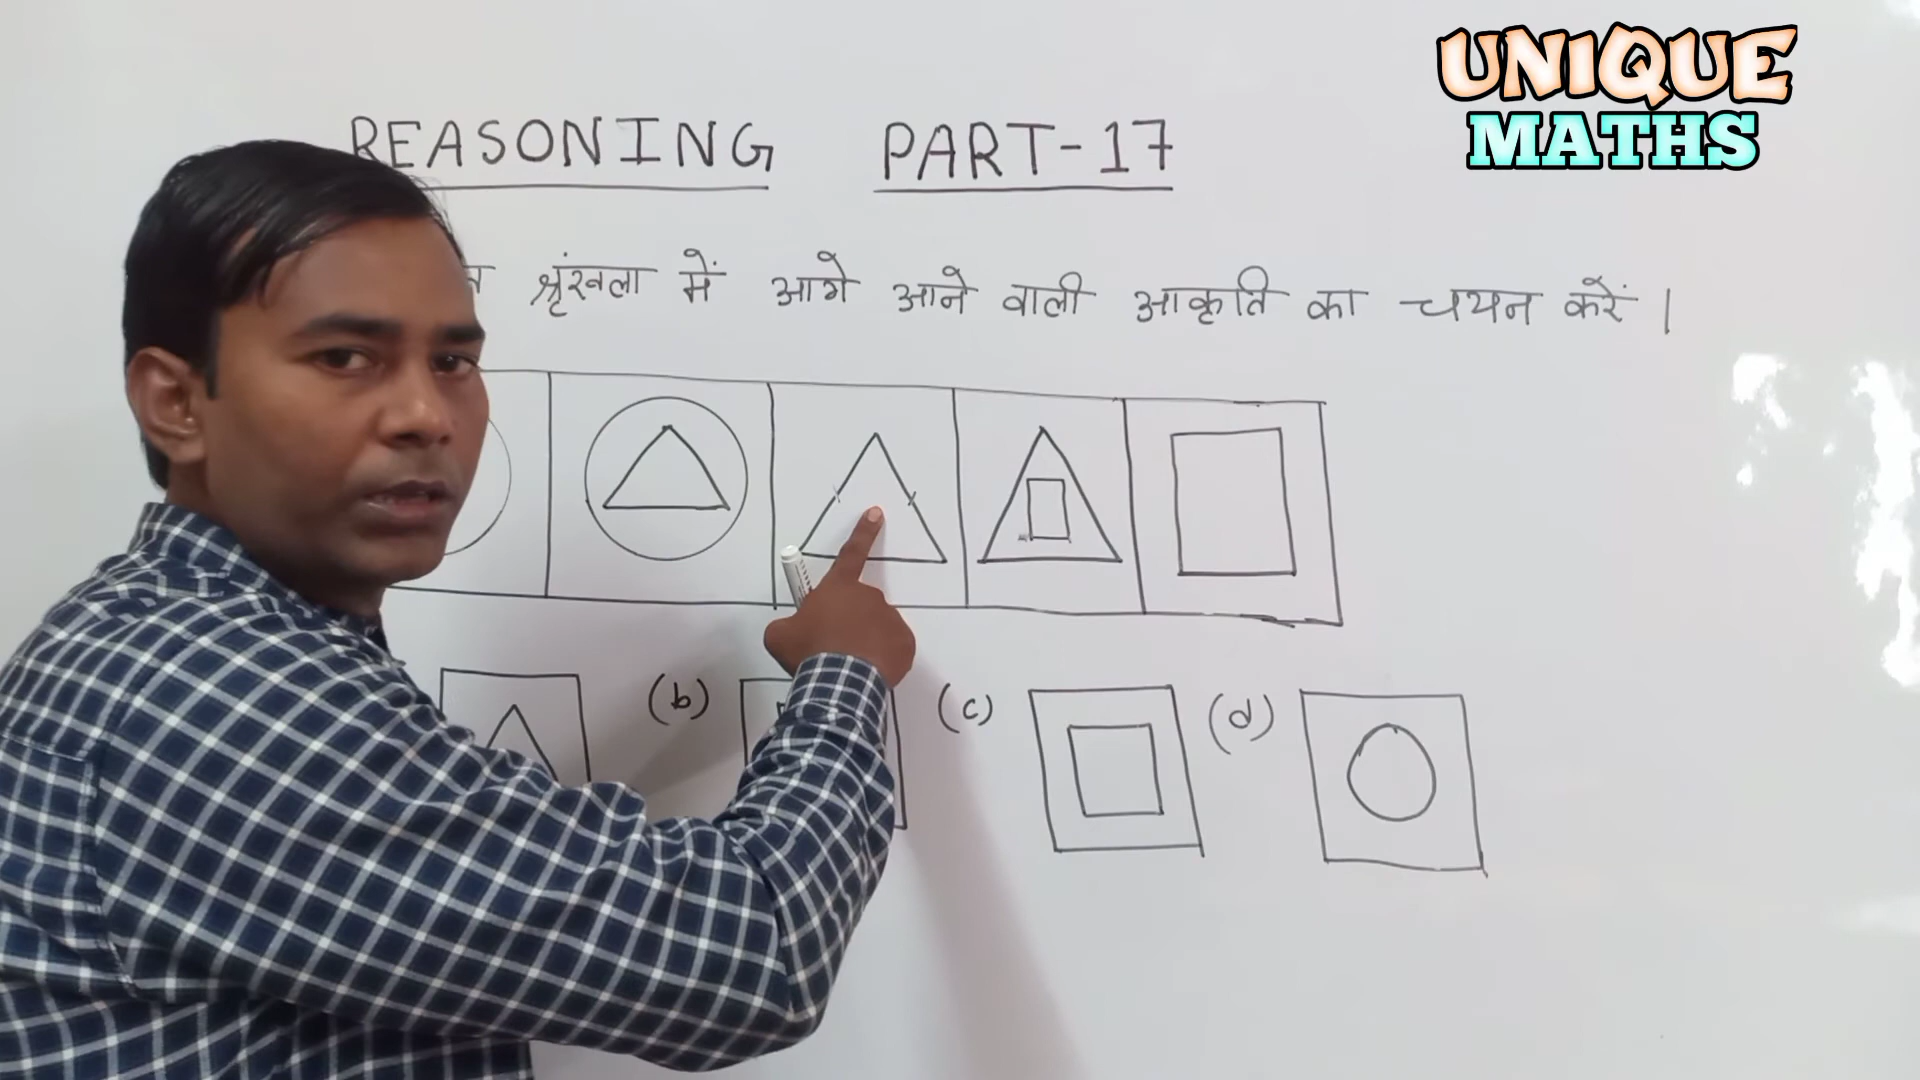 UNIQUE
MATHS
REASONING PART-17
श्रृंखला में आगे आने वाली आकृति का चयन करें ।
(b) (c) (d)